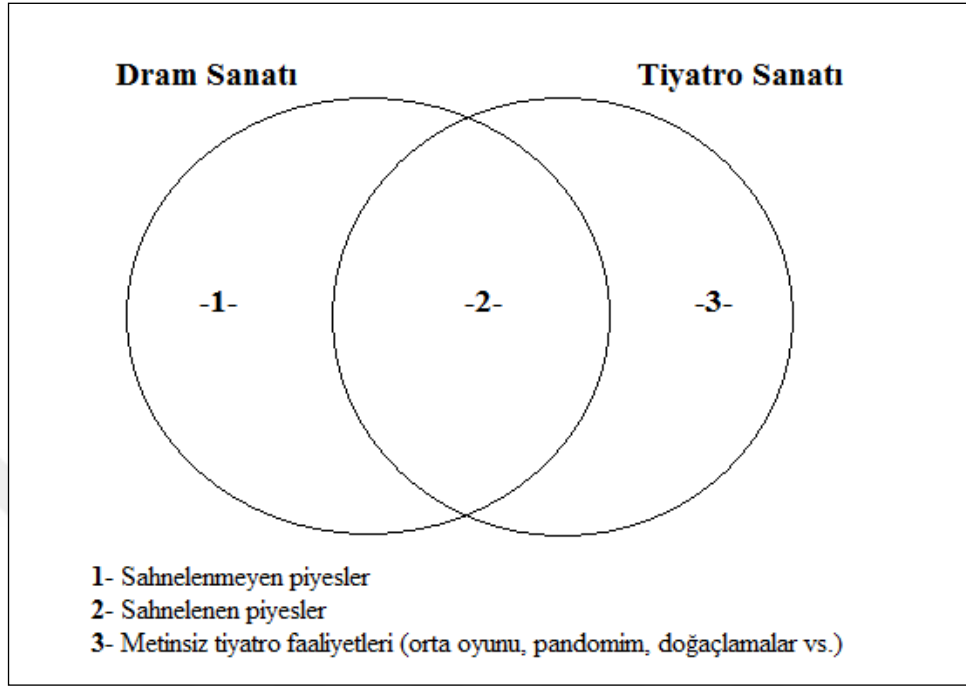 Dram Sanatı Tiyatro Sanatı
-1- -2- -3-
1- Sahnelenmeyen piyesler
2- Sahnelenen piyesler
3- Metinsiz tiyatro faaliyetleri (orta oyunu, pandomim, doğaçlamalar vs.)